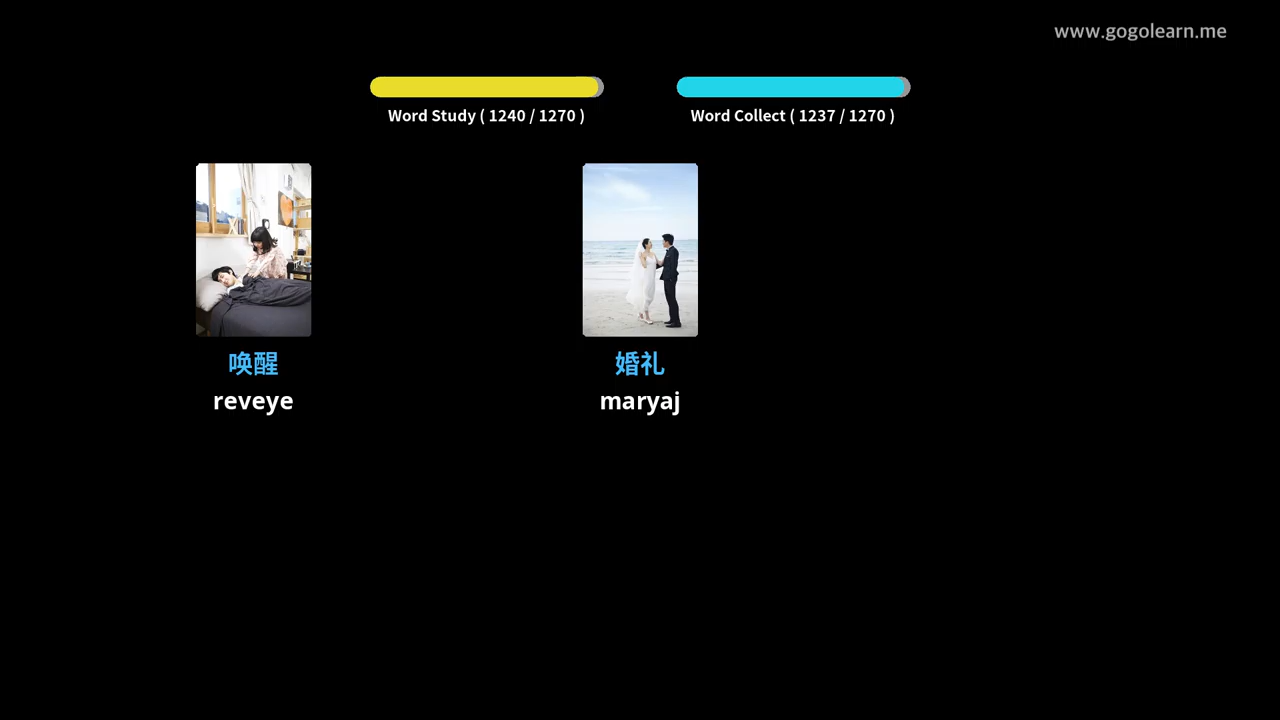 www.gogolearn.me
Word Study ( 1240 / 1270 )
Word Collect ( 1237 / 1270 )
唤醒
reveye
婚礼
maryaj